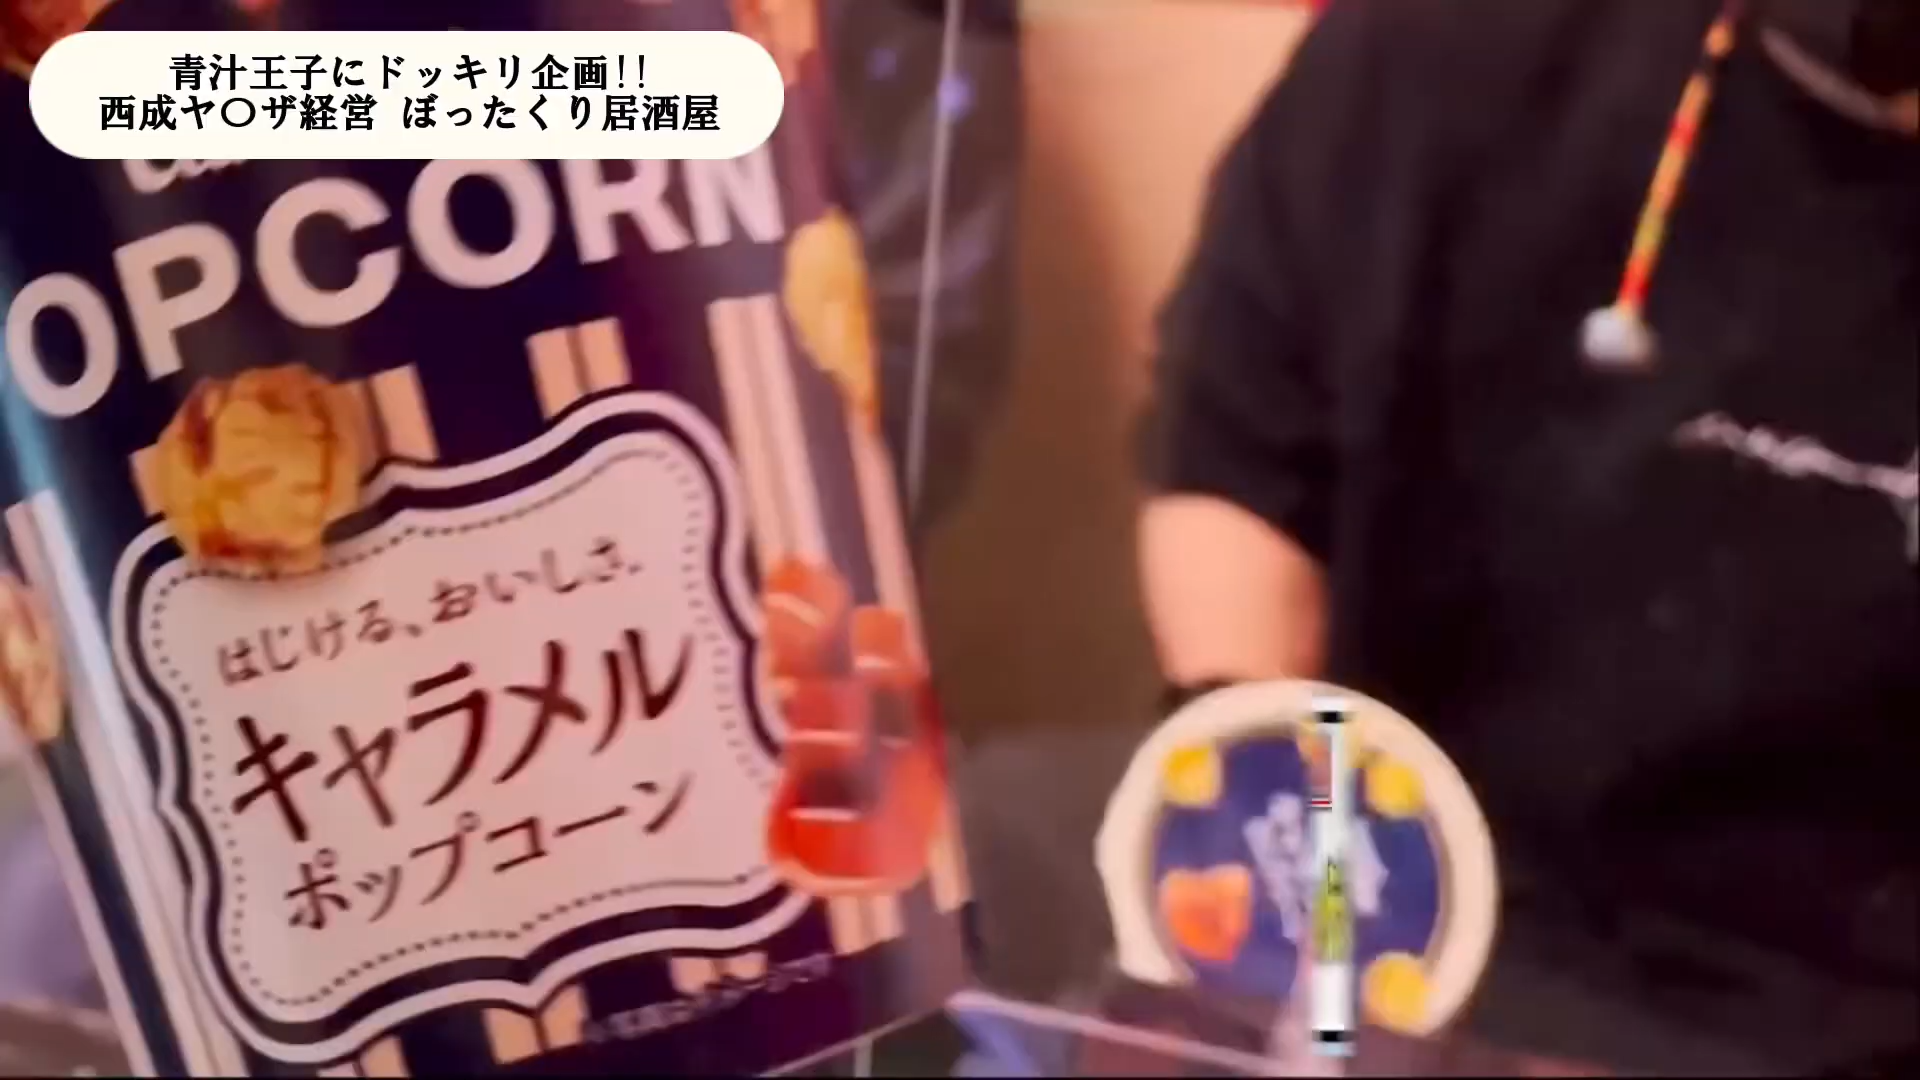 青汁王子にドッキリ企画!!
西成ヤ〇ザ経営 ぼったくり居酒屋
OPCORN
はじける、おいしさ。
キャラメル
ポップコーン